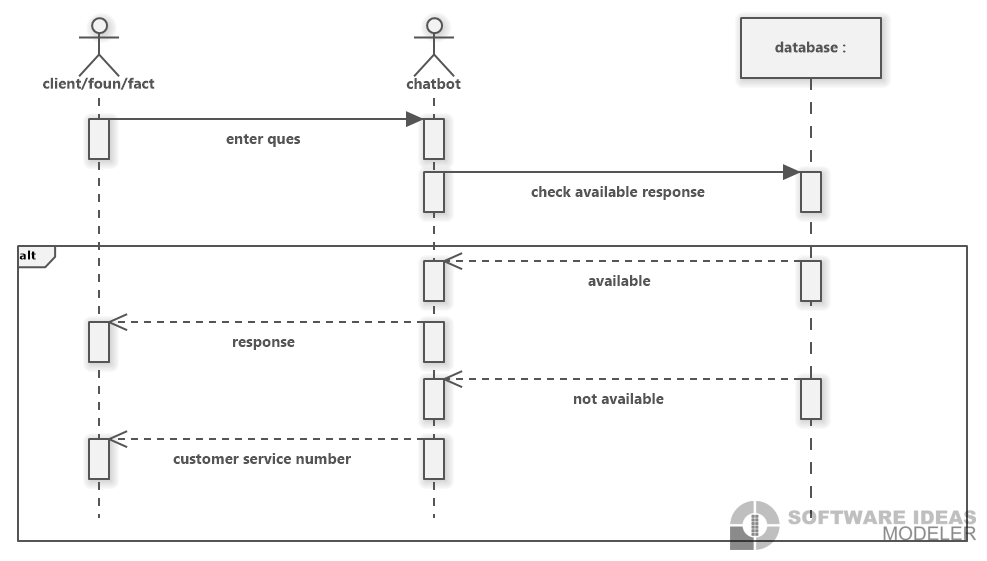 client/foun/fact
chatbot
database :
enter ques
check available response
alt
available
response
not available
customer service number
SOFTWARE IDEAS
MODELER